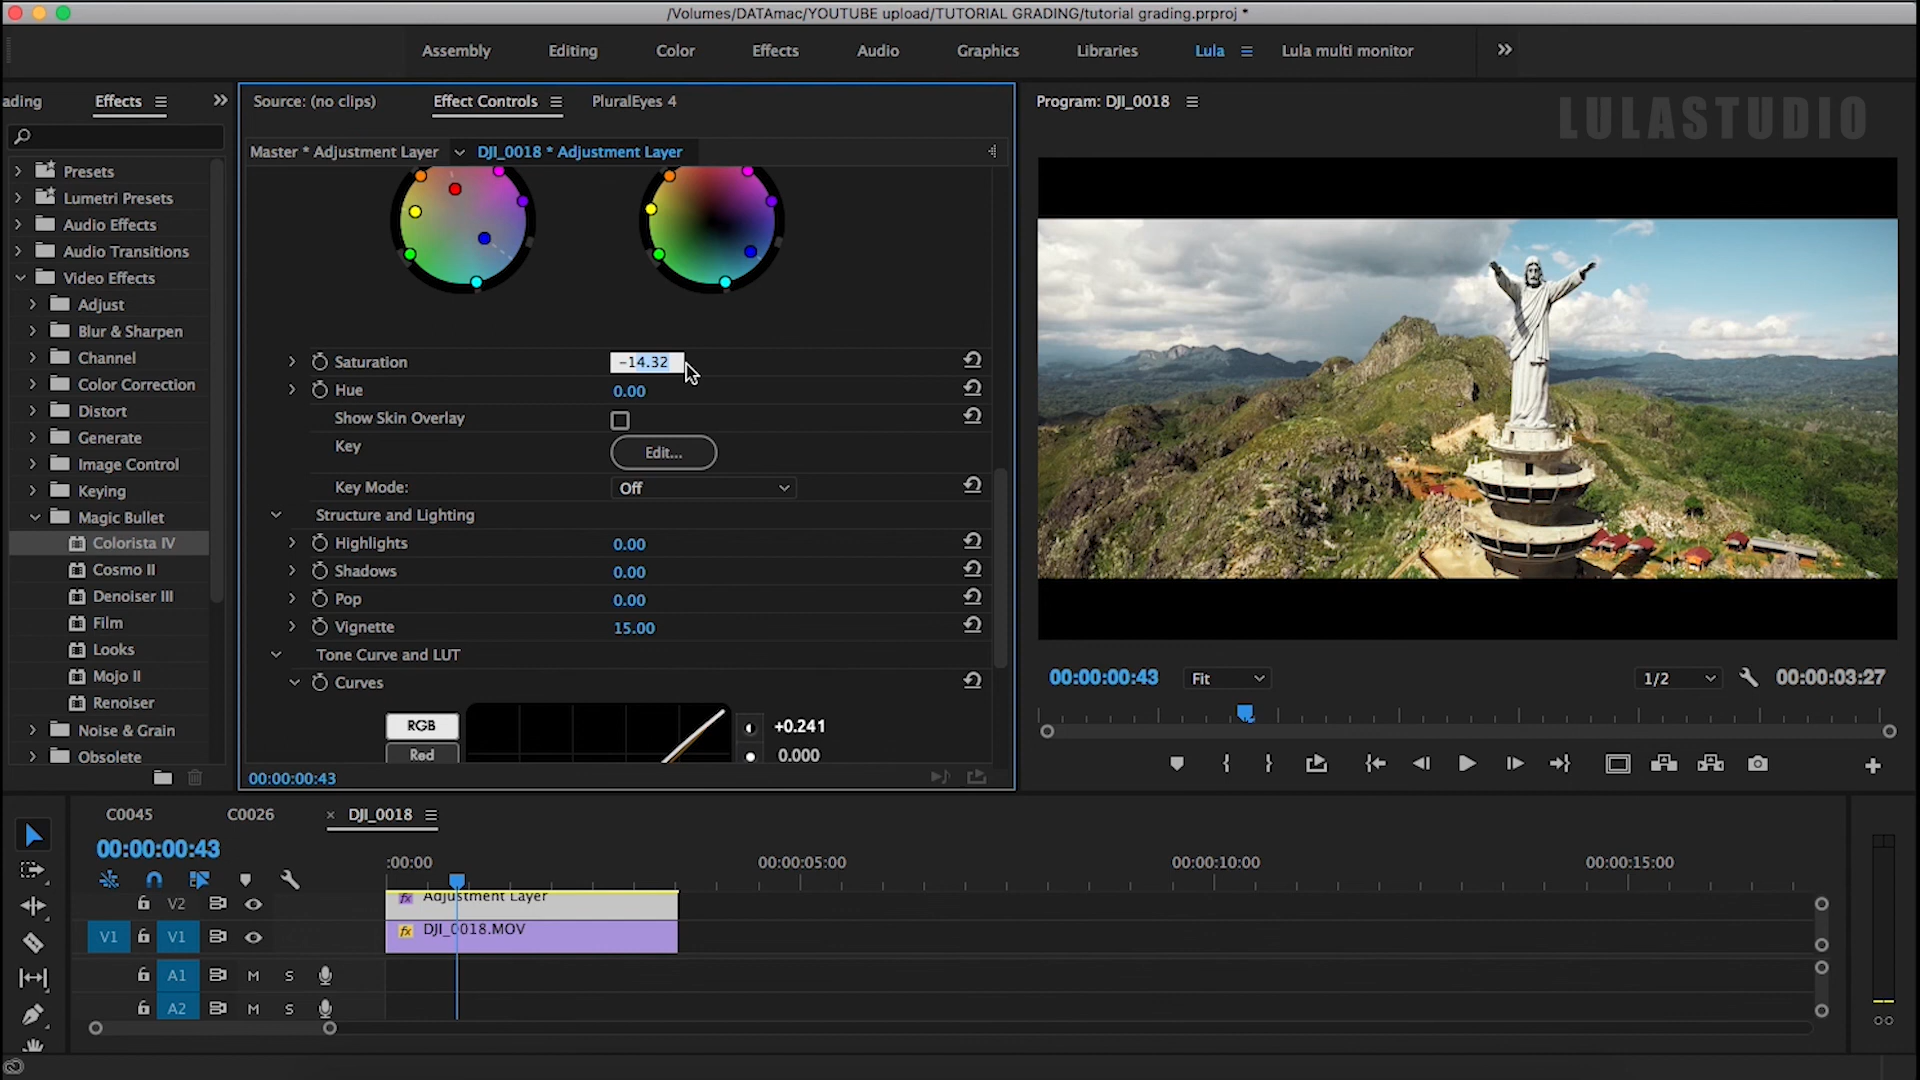 /Volumes/DATAmac/YOUTUBE upload/TUTORIAL GRADING/tutorial grading.prproj *
Assembly
Editing
Color
Effects
Audio
Graphics
Libraries
Lula
Lula multi monitor
ading
Effects
Presets
Lumetri Presets
Audio Effects
Audio Transitions
Video Effects
Adjust
Blur & Sharpen
Channel
Color Correction
Distort
Generate
Image Control
Keying
Magic Bullet
Colorista IV
Cosmo II
Denoiser III
Film
Looks
Mojo II
Renoiser
Noise & Grain
Obsolete
Source: (no clips)
Effect Controls
PluralEyes 4
Master * Adjustment Layer
DJI_0018 * Adjustment Layer
Saturation -14.32
Hue 0.00
Show Skin Overlay
Key Edit...
Key Mode: Off
Structure and Lighting
Highlights 0.00
Shadows 0.00
Pop 0.00
Vignette 15.00
Tone Curve and LUT
Curves
RGB +0.241
Red 0.000
00:00:00:43
Program: DJI_0018
LULASTUDIO
00:00:00:43
Fit
1/2
00:00:03:27
C0045
C0026
× DJI_0018
00:00:00:43
:00:00
00:00:05:00
00:00:10:00
00:00:15:00
V2
fx Adjustment Layer
V1 V1
fx DJI_0018.MOV
A1 M S
A2 M S